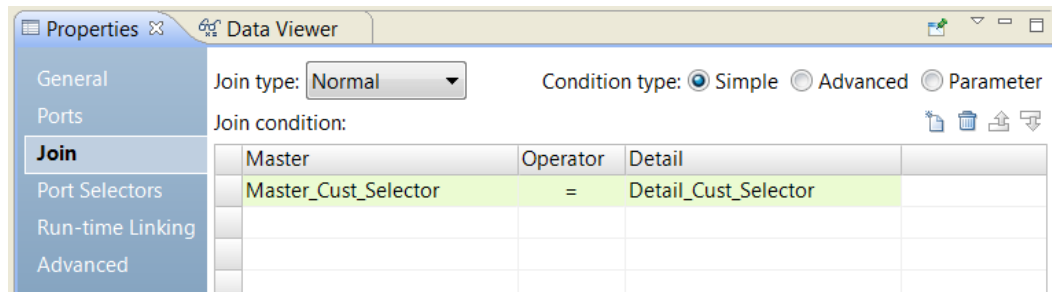 Properties Data Viewer
General
Ports
Join
Port Selectors
Run-time Linking
Advanced
Join type: Normal Condition type: Simple Advanced Parameter
Join condition:
Master Operator Detail
Master_Cust_Selector = Detail_Cust_Selector